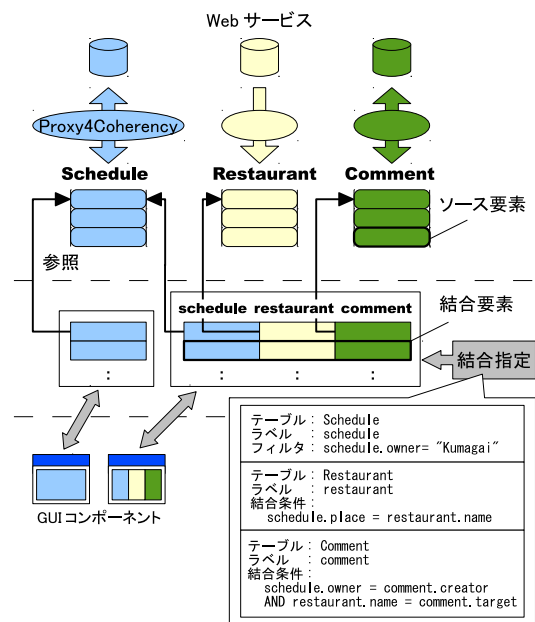 Web サービス
Proxy4Coherency
Schedule
Restaurant
Comment
ソース要素
参照
schedule restaurant comment
結合要素
:
:
:
:
結合指定
テーブル : Schedule
ラベル : schedule
フィルタ : schedule.owner= "Kumagai"
テーブル : Restaurant
ラベル : restaurant
結合条件 :
schedule.place = restaurant.name
テーブル : Comment
ラベル : comment
結合条件 :
schedule.owner = comment.creator
AND restaurant.name = comment.target
GUIコンポーネント